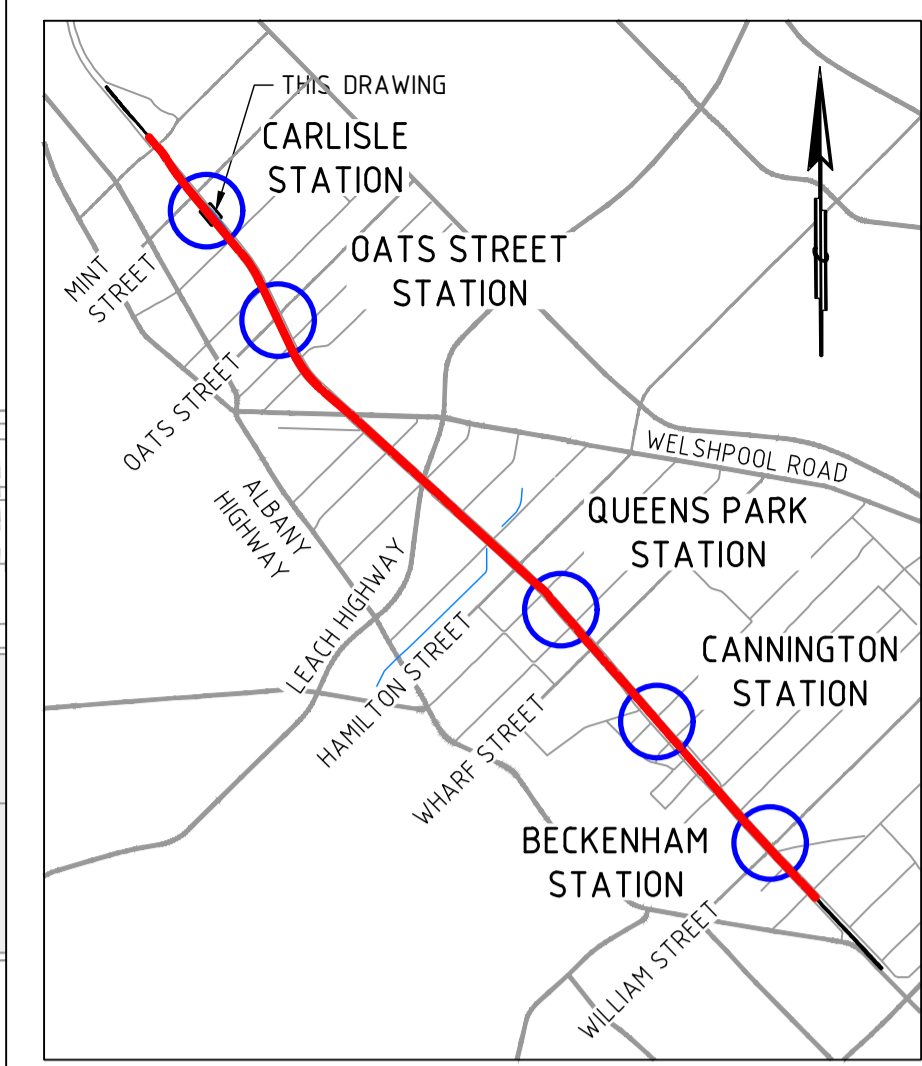 THIS DRAWING
CARLISLE
STATION
OATS STREET
STATION
MINT
STREET
OATS STREET
ALBANY
HIGHWAY
WELSHPOOL ROAD
QUEENS PARK
STATION
LEACH HIGHWAY
HAMILTON STREET
CANNINGTON
STATION
WHARF STREET
BECKENHAM
STATION
WILLIAM STREET